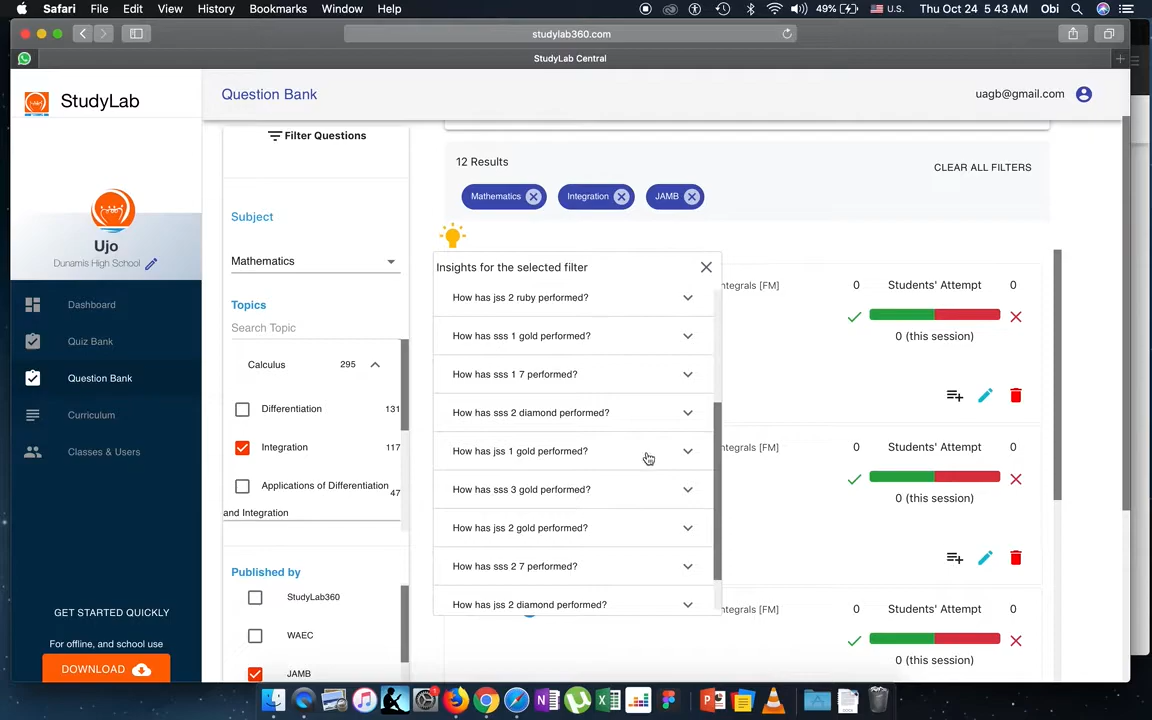 Safari File Edit View History Bookmarks Window Help 49% U.S. Thu Oct 24 5:43 AM Obi
studylab360.com
StudyLab Central
StudyLab
Question Bank
uagb@gmail.com
Ujo
Dunamis High School
Dashboard
Quiz Bank
Question Bank
Curriculum
Classes & Users
GET STARTED QUICKLY
For offline, and school use
DOWNLOAD
Filter Questions
Subject
Mathematics
Topics
Search Topic
Calculus 295
Differentiation 131
Integration 117
Applications of Differentiation 47
and Integration
Published by
StudyLab360
WAEC
JAMB
12 Results
CLEAR ALL FILTERS
Mathematics Integration JAMB
Insights for the selected filter
How has jss 2 ruby performed?
How has sss 1 gold performed?
How has sss 1 7 performed?
How has sss 2 diamond performed?
How has jss 1 gold performed?
How has sss 3 gold performed?
How has jss 2 gold performed?
How has sss 2 7 performed?
How has jss 2 diamond performed?
ntegrals [FM] 0 Students' Attempt 0
0 (this session)
ntegrals [FM] 0 Students' Attempt 0
0 (this session)
ntegrals [FM] 0 Students' Attempt 0
0 (this session)